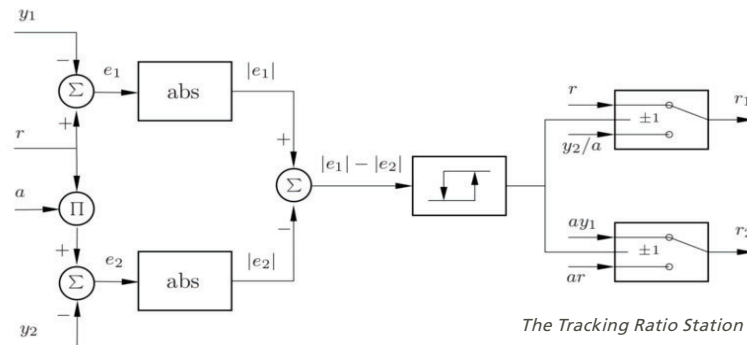 y₁
−
Σ
e₁
abs
|e₁|
+
r
+
a
Π
Σ
|e₁| − |e₂|
−
+
Σ
e₂
abs
|e₂|
−
y₂
r
±1
y₂/a
r₁
ay₁
±1
ar
r₂
The Tracking Ratio Station